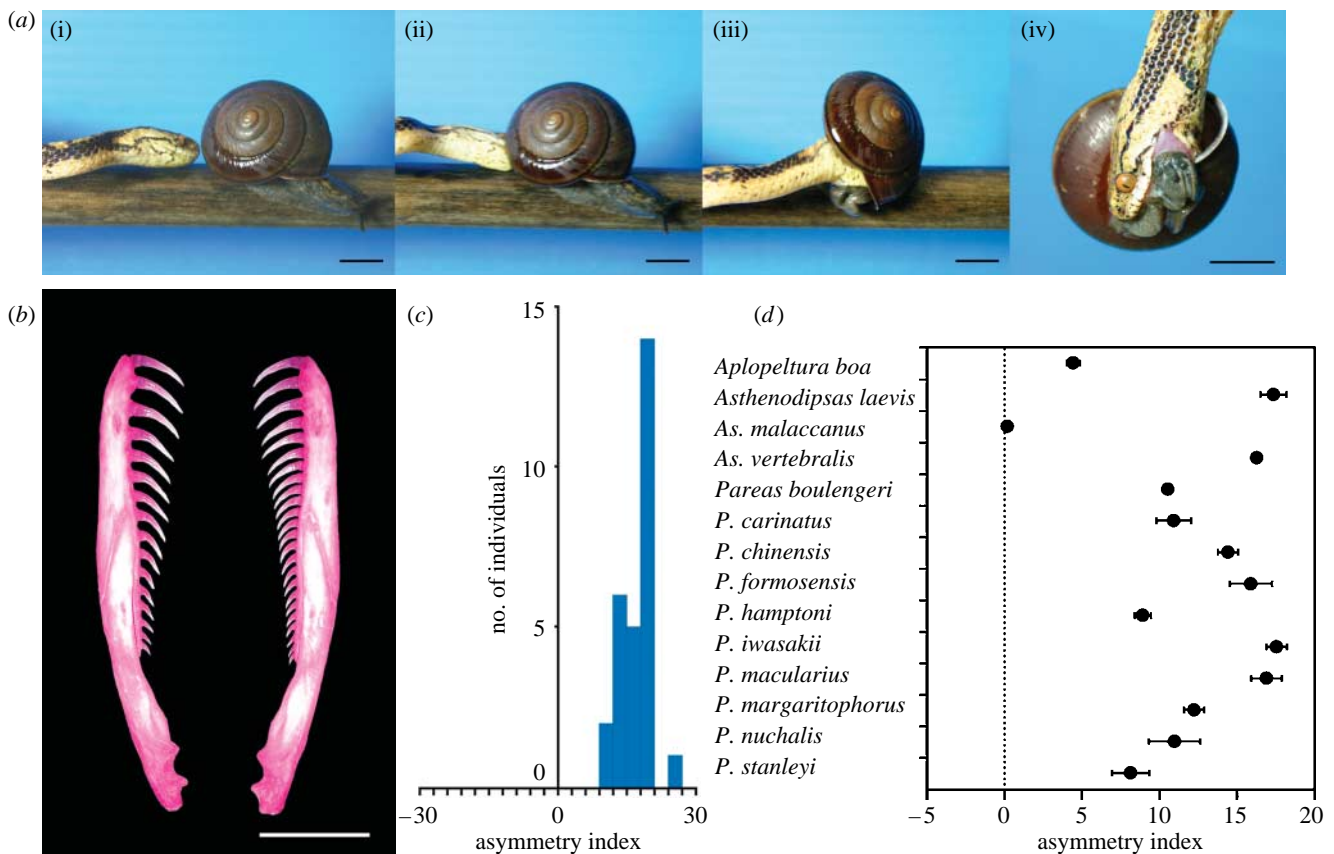 (a)
(i)
(ii)
(iii)
(iv)
(b)
(c)
15
10
5
0
no. of individuals
−30
0
30
asymmetry index
(d)
Aplopeltura boa
Asthenodipsas laevis
As. malaccanus
As. vertebralis
Pareas boulengeri
P. carinatus
P. chinensis
P. formosensis
P. hamptoni
P. iwasakii
P. macularius
P. margaritophorus
P. nuchalis
P. stanleyi
−5
0
5
10
15
20
asymmetry index